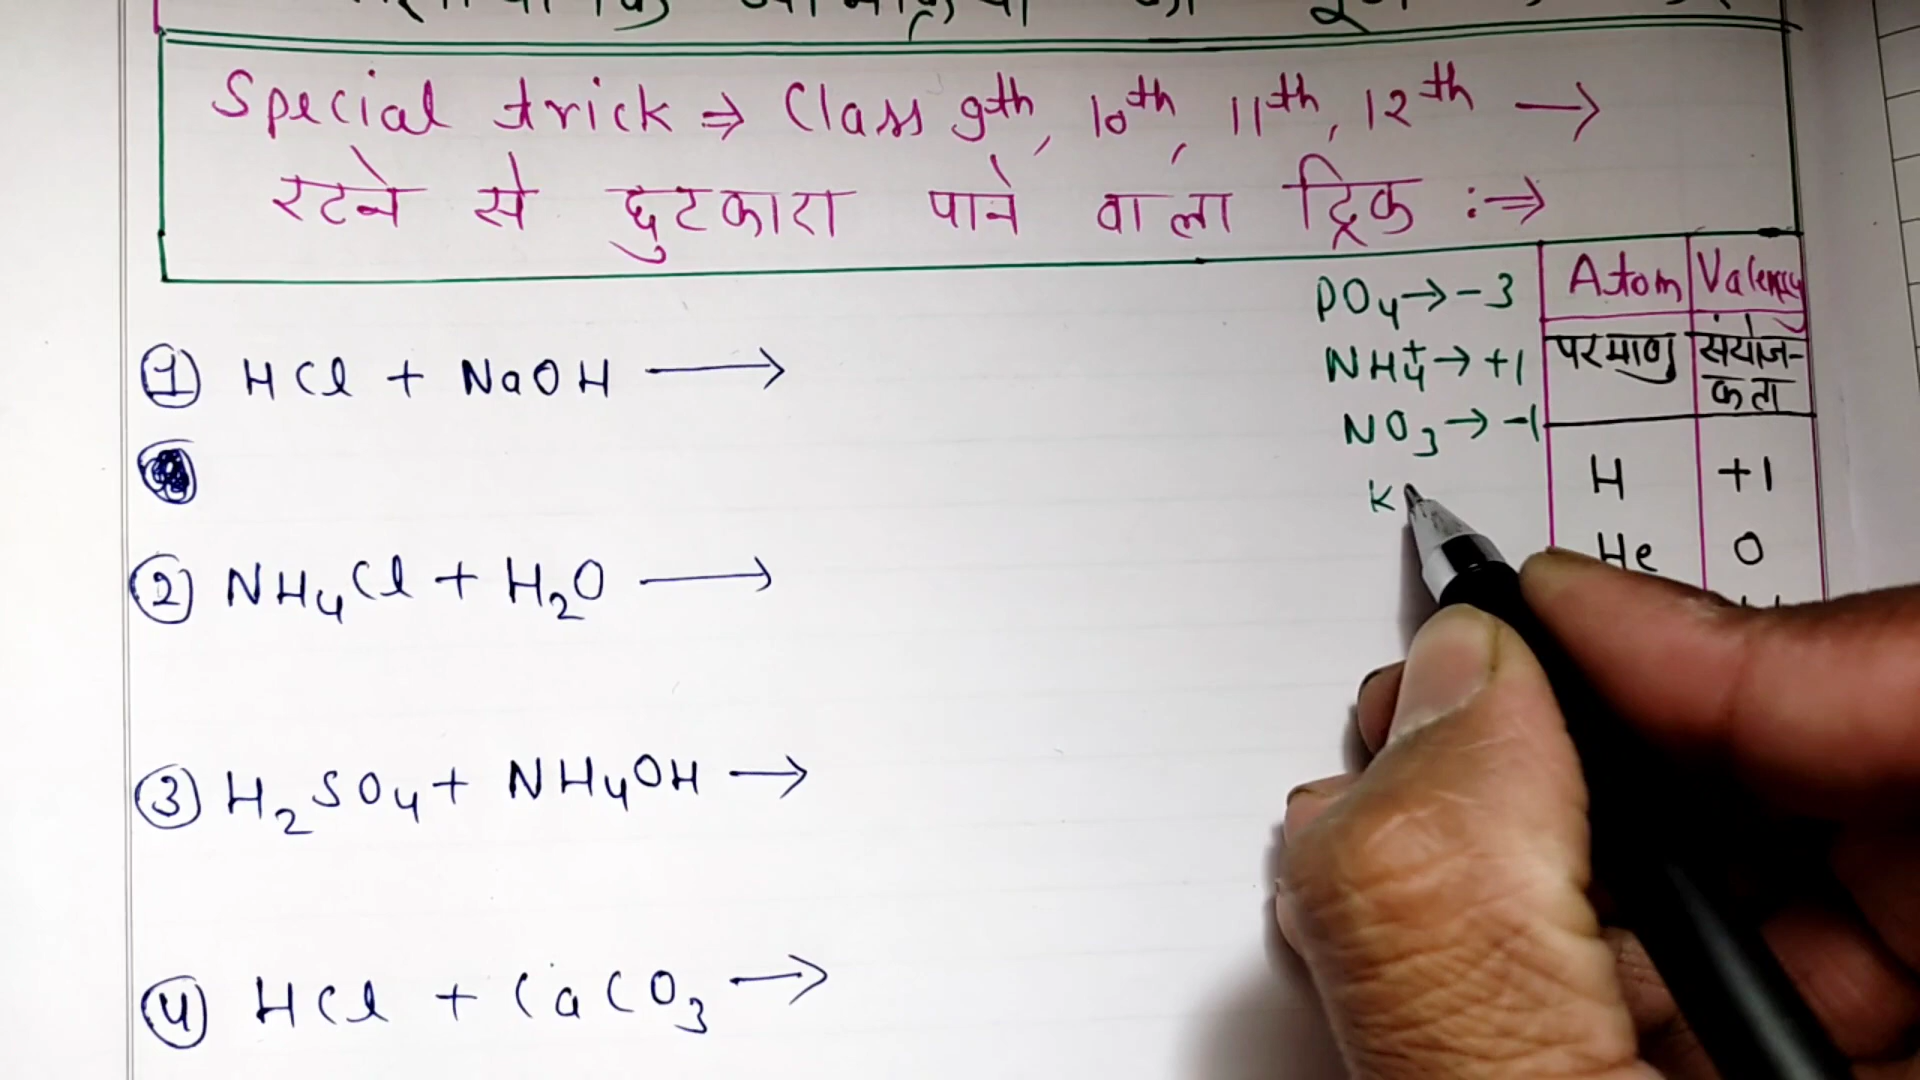 Special trick ⇒ Class 9th, 10th, 11th, 12th →
रटने से छुटकारा पाने वाला ट्रिक :⇒
PO₄ → -3
NH₄⁺ → +1
NO₃ → -1
K
Atom Valency
परमाणु संयोज-
कता
H +1
He 0
① HCl + NaOH ⟶
② NH₄Cl + H₂O ⟶
③ H₂SO₄ + NH₄OH ⟶
④ HCl + CaCO₃ ⟶